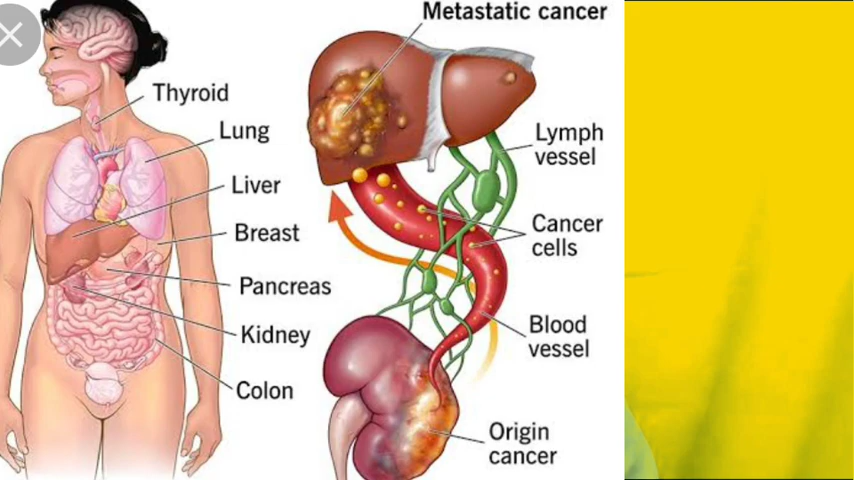 Metastatic cancer
Thyroid
Lung
Liver
Breast
Pancreas
Kidney
Colon
Lymph
vessel
Cancer
cells
Blood
vessel
Origin
cancer